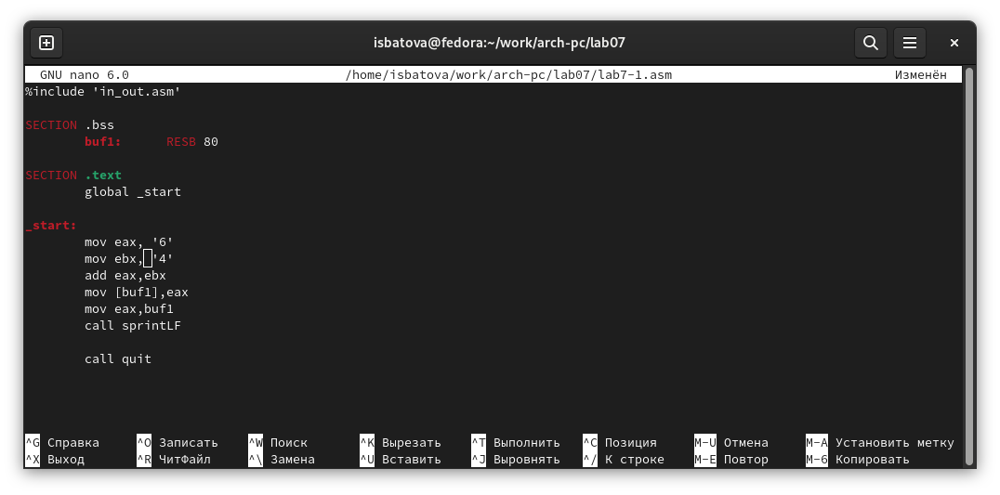 isbatova@fedora:~/work/arch-pc/lab07
GNU nano 6.0 /home/isbatova/work/arch-pc/lab07/lab7-1.asm Изменён
%include 'in_out.asm'
SECTION .bss
buf1: RESB 80
SECTION .text
global _start
_start:
mov eax, '6'
mov ebx, '4'
add eax,ebx
mov [buf1],eax
mov eax,buf1
call sprintLF
call quit
^G Справка ^O Записать ^W Поиск ^K Вырезать ^T Выполнить ^C Позиция M-U Отмена M-A Установить метку
^X Выход ^R ЧитФайл ^\ Замена ^U Вставить ^J Выровнять ^/ К строке M-E Повтор M-6 Копировать